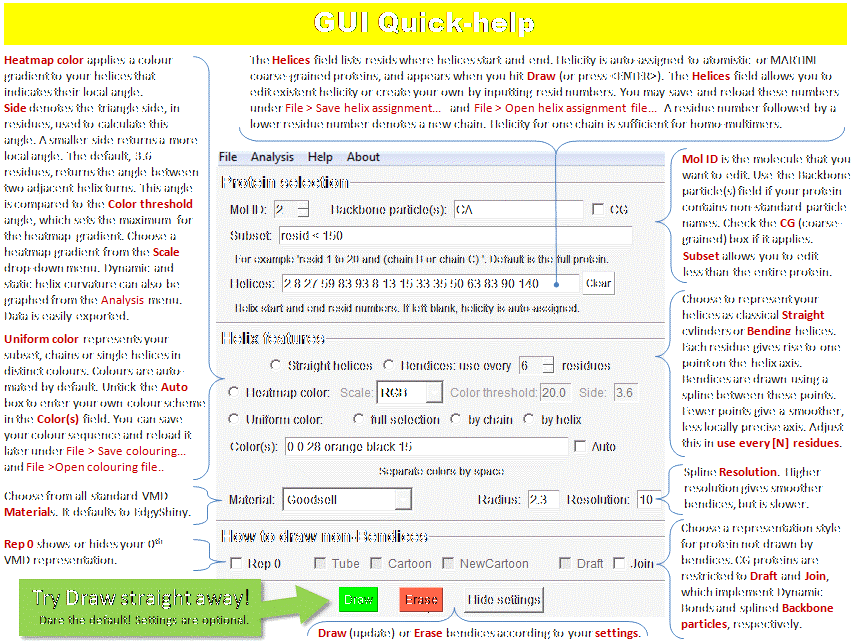 GUI Quick-help
Heatmap color applies a colour
gradient to your helices that
indicates their local angle.
Side denotes the triangle side, in
residues, used to calculate this
angle. A smaller side returns a more
local angle. The default, 3.6
residues, returns the angle between
two adjacent helix turns. This angle
is compared to the Color threshold
angle, which sets the maximum for
the heatmap gradient. Choose a
heatmap gradient from the Scale
drop-down menu. Dynamic and
static helix curvature can also be
graphed from the Analysis menu.
Data is easily exported.
Uniform color represents your
subset, chains or single helices in
distinct colours. Colours are auto-
mated by default. Untick the Auto
box to enter your own colour scheme
in the Color(s) field. You can save
your colour sequence and reload it
later under File > Save colouring...
and File >Open colouring file..
Choose from all standard VMD
Materials. It defaults to EdgyShiny.
Rep 0 shows or hides your 0th
VMD representation.
The Helices field lists resids where helices start and end. Helicity is auto-assigned to atomistic or MARTINI
coarse-grained proteins, and appears when you hit Draw (or press <ENTER>). The Helices field allows you to
edit existent helicity or create your own by inputting resid numbers. You may save and reload these numbers
under File > Save helix assignment... and File > Open helix assignment file... A residue number followed by a
lower residue number denotes a new chain. Helicity for one chain is sufficient for homo-multimers.
File Analysis Help About
Protein selection
Mol ID: 2 Backbone particle(s): CA CG
Subset: resid < 150
For example 'resid 1 to 20 and (chain B or chain C) '. Default is the full protein.
Helices: 2 8 27 59 83 93 8 13 15 33 35 50 63 83 90 140 Clear
Helix start and end resid numbers. If left blank, helicity is auto-assigned.
Helix features
Straight helices Bendices: use every 6 residues
Heatmap color: Scale: RGB Color threshold: 20.0 Side: 3.6
Uniform color: full selection by chain by helix
Color(s): 0 0 28 orange black 15 Auto
Separate colors by space
Material: Goodsell Radius: 2.3 Resolution: 10
How to draw non-Bendices
Rep 0 Tube Cartoon NewCartoon Draft Join
Draw Erase Hide settings
Try Draw straight away!
Dare the default! Settings are optional.
Draw (update) or Erase bendices according to your settings.
Mol ID is the molecule that you
want to edit. Use the Backbone
particle(s) field if your protein
contains non-standard particle
names. Check the CG (coarse-
grained) box if it applies.
Subset allows you to edit
less than the entire protein.
Choose to represent your
helices as classical Straight
cylinders or Bending helices.
Each residue gives rise to one
point on the helix axis.
Bendices are drawn using a
spline between these points.
Fewer points give a smoother,
less locally precise axis. Adjust
this in use every [N] residues.
Spline Resolution. Higher
resolution gives smoother
bendices, but is slower.
Choose a representation style
for protein not drawn by
bendices. CG proteins are
restricted to Draft and Join,
which implement Dynamic
Bonds and splined Backbone
particles, respectively.